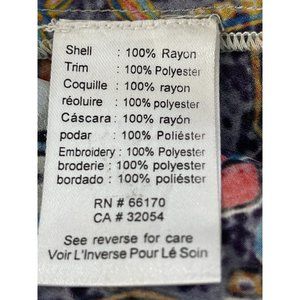 Shell : 100% Rayon
Trim : 100% Polyester
Coquille : 100% rayon
réoluire : 100% polyester
Cáscara : 100% rayón
podar : 100% Poliéster
Embroidery : 100% Polyester
broderie : 100% polyester
bordado : 100% poliéster
RN # 66170
CA # 32054
See reverse for care
Voir L'Inverse Pour Lé Soin